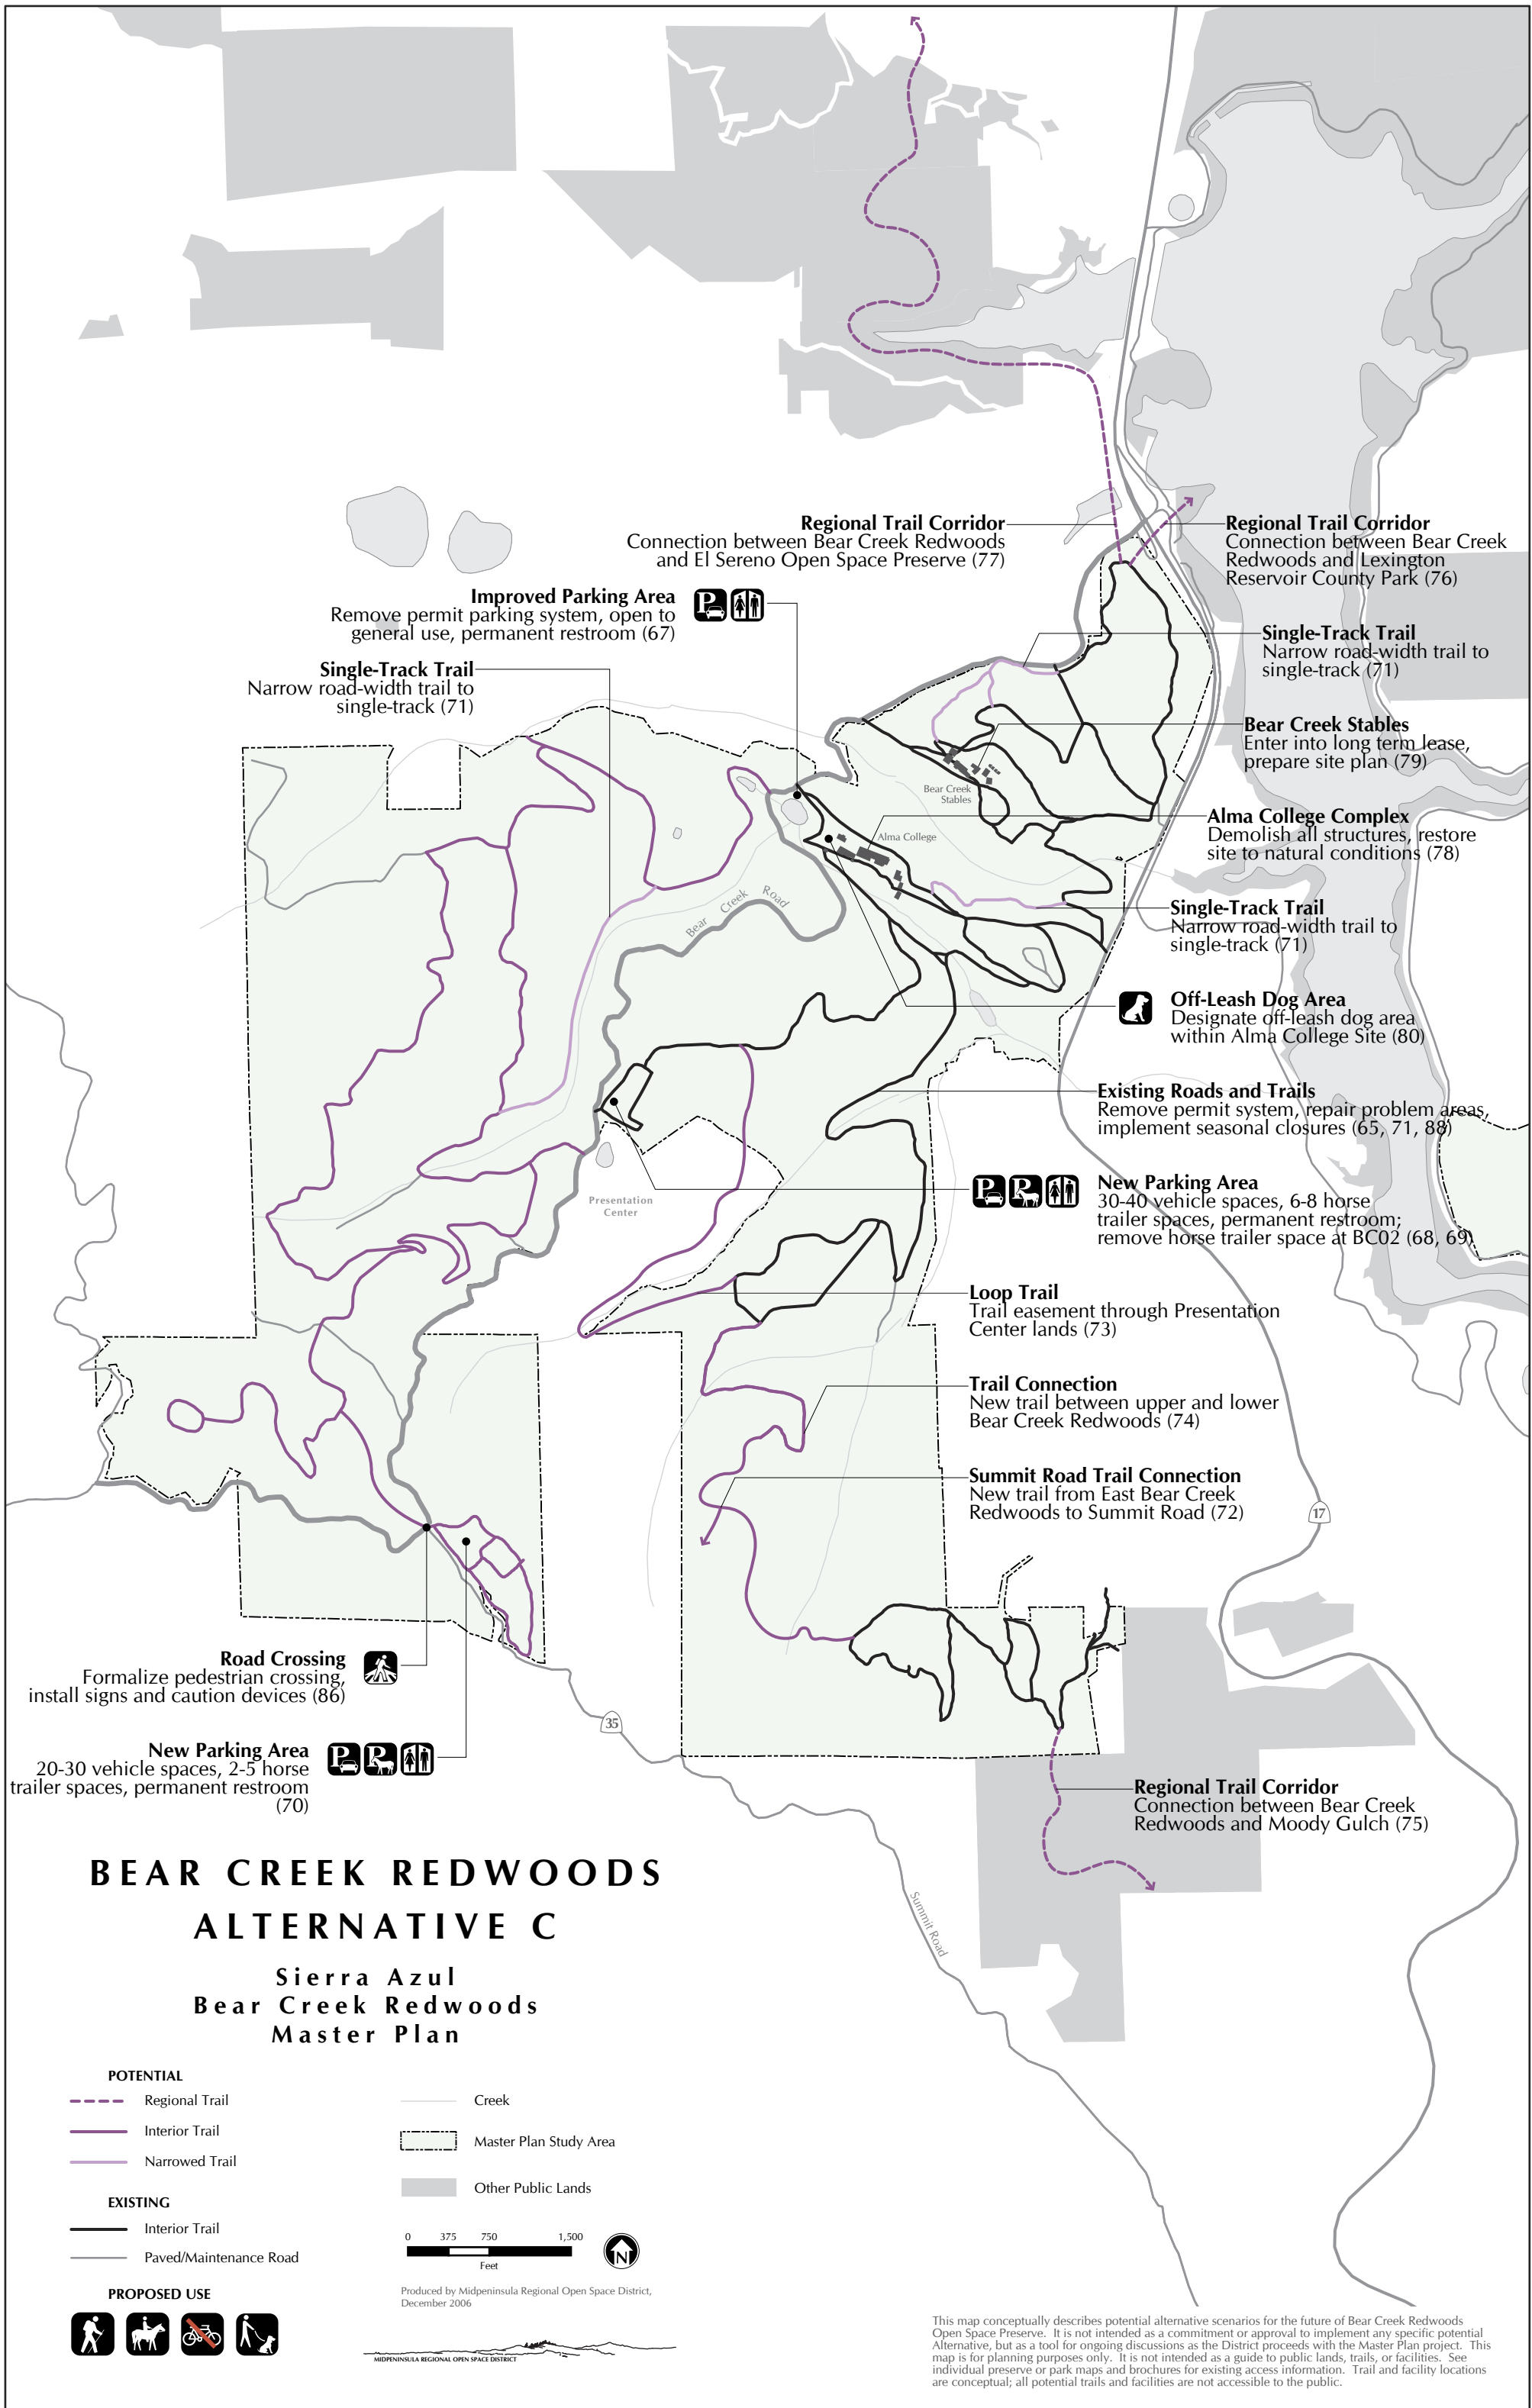 Regional Trail Corridor
Connection between Bear Creek Redwoods
and El Sereno Open Space Preserve (77)
Regional Trail Corridor
Connection between Bear Creek
Redwoods and Lexington
Reservoir County Park (76)
Improved Parking Area
Remove permit parking system, open to
general use, permanent restroom (67)
P
Single-Track Trail
Narrow road-width trail to
single-track (71)
Single-Track Trail
Narrow road-width trail to
single-track (71)
Bear Creek Stables
Enter into long term lease,
prepare site plan (79)
Bear Creek
Stables
Alma College Complex
Demolish all structures, restore
site to natural conditions (78)
Alma College
Bear Creek Road
Single-Track Trail
Narrow road-width trail to
single-track (71)
Off-Leash Dog Area
Designate off-leash dog area
within Alma College Site (80)
Existing Roads and Trails
Remove permit system, repair problem areas,
implement seasonal closures (65, 71, 88)
P P
New Parking Area
30-40 vehicle spaces, 6-8 horse
trailer spaces, permanent restroom;
remove horse trailer space at BC02 (68, 69)
Presentation
Center
Loop Trail
Trail easement through Presentation
Center lands (73)
Trail Connection
New trail between upper and lower
Bear Creek Redwoods (74)
Summit Road Trail Connection
New trail from East Bear Creek
Redwoods to Summit Road (72)
17
Road Crossing
Formalize pedestrian crossing,
install signs and caution devices (86)
35
New Parking Area
20-30 vehicle spaces, 2-5 horse
trailer spaces, permanent restroom
(70)
P P
Regional Trail Corridor
Connection between Bear Creek
Redwoods and Moody Gulch (75)
Summit Road
BEAR CREEK REDWOODS
ALTERNATIVE C
Sierra Azul
Bear Creek Redwoods
Master Plan
POTENTIAL
Regional Trail
Interior Trail
Narrowed Trail
EXISTING
Interior Trail
Paved/Maintenance Road
PROPOSED USE
Creek
Master Plan Study Area
Other Public Lands
0 375 750 1,500
Feet
N
Produced by Midpeninsula Regional Open Space District,
December 2006
MIDPENINSULA REGIONAL OPEN SPACE DISTRICT
This map conceptually describes potential alternative scenarios for the future of Bear Creek Redwoods
Open Space Preserve. It is not intended as a commitment or approval to implement any specific potential
Alternative, but as a tool for ongoing discussions as the District proceeds with the Master Plan project. This
map is for planning purposes only. It is not intended as a guide to public lands, trails, or facilities. See
individual preserve or park maps and brochures for existing access information. Trail and facility locations
are conceptual; all potential trails and facilities are not accessible to the public.